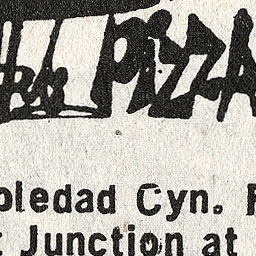 PIZZA
oledad Cyn. R
t Junction at